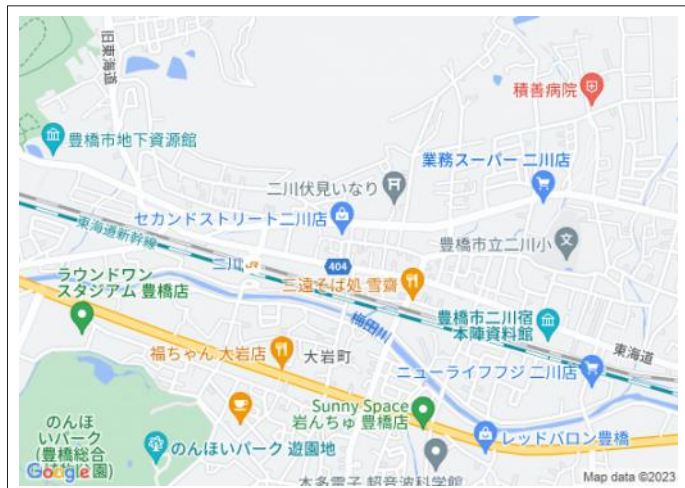 旧東海道
積善病院
豊橋市地下資源館
業務スーパー 二川店
二川伏見いなり
セカンドストリート二川店
東海道新幹線
豊橋市立二川小
二川
404
ラウンドワン
スタジアム 豊橋店
三遠そば処 雪齋
梅田川
豊橋市二川宿
本陣資料館
東海道
福ちゃん 大岩店
大岩町
ニューライフフジ 二川店
Sunny Space
岩んちゅ 豊橋店
のんほ
いパーク
(豊橋総合
のんほいパーク 遊園地
レッドバロン豊橋
本多電子 超音波科学館
Google
Map data ©2023